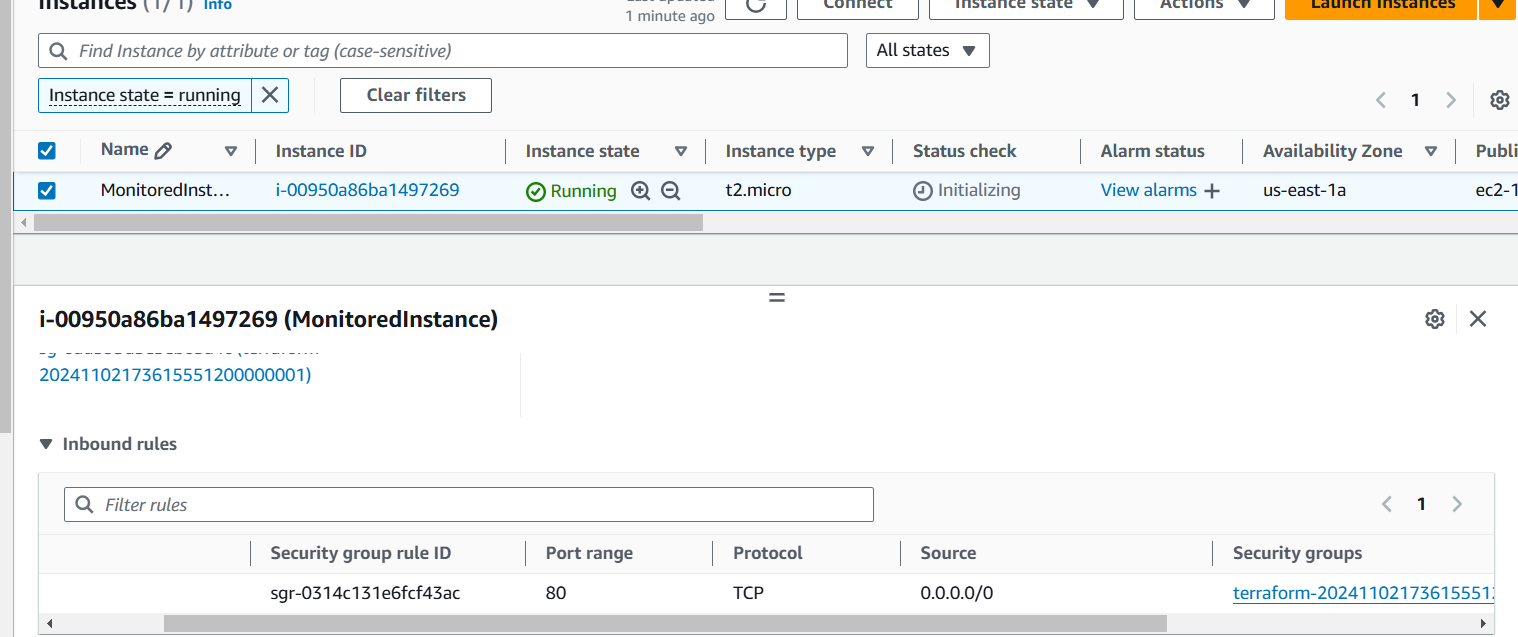 Instances (1/1) Info
1 minute ago
Connect
Instance state
Actions
Launch instances
Find Instance by attribute or tag (case-sensitive)
All states
Instance state = running
Clear filters
1
Name Instance ID Instance state Instance type Status check Alarm status Availability Zone Publi
MonitoredInst... i-00950a86ba1497269 Running t2.micro Initializing View alarms + us-east-1a ec2-1
i-00950a86ba1497269 (MonitoredInstance)
20241102173615551200000001)
Inbound rules
Filter rules
1
Security group rule ID Port range Protocol Source Security groups
sgr-0314c131e6fcf43ac 80 TCP 0.0.0.0/0 terraform-202411021736155512